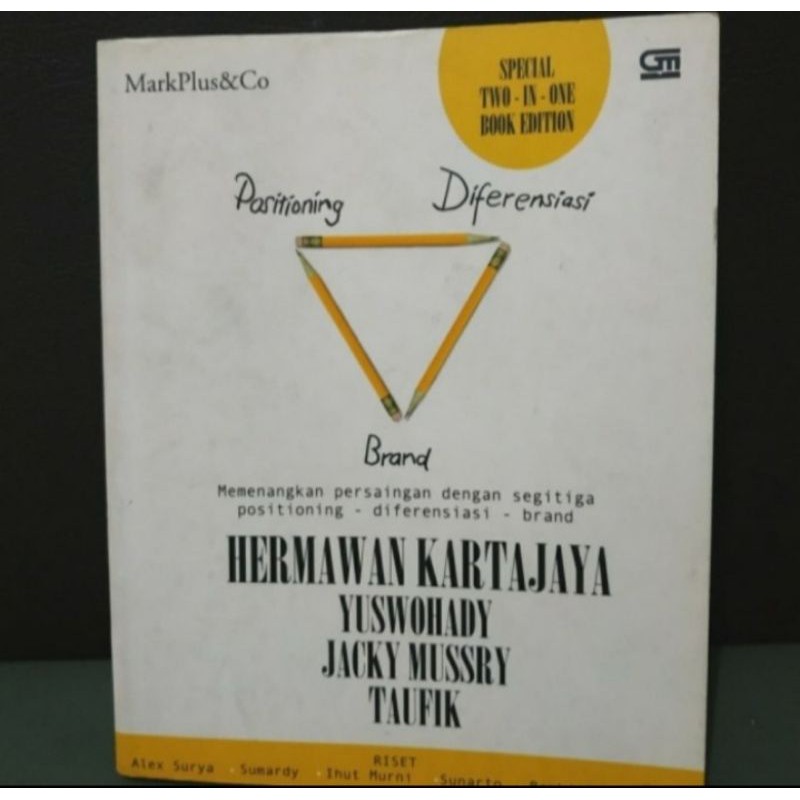 MarkPlus&Co
SPECIAL
TWO - IN - ONE
BOOK EDITION
GM
Positioning
Diferensiasi
Brand
Memenangkan persaingan dengan segitiga
positioning - diferensiasi - brand
HERMAWAN KARTAJAYA
YUSWOHADY
JACKY MUSSRY
TAUFIK
RISET
Alex Surya • Sumardy • Ihut Murni • Sunarto